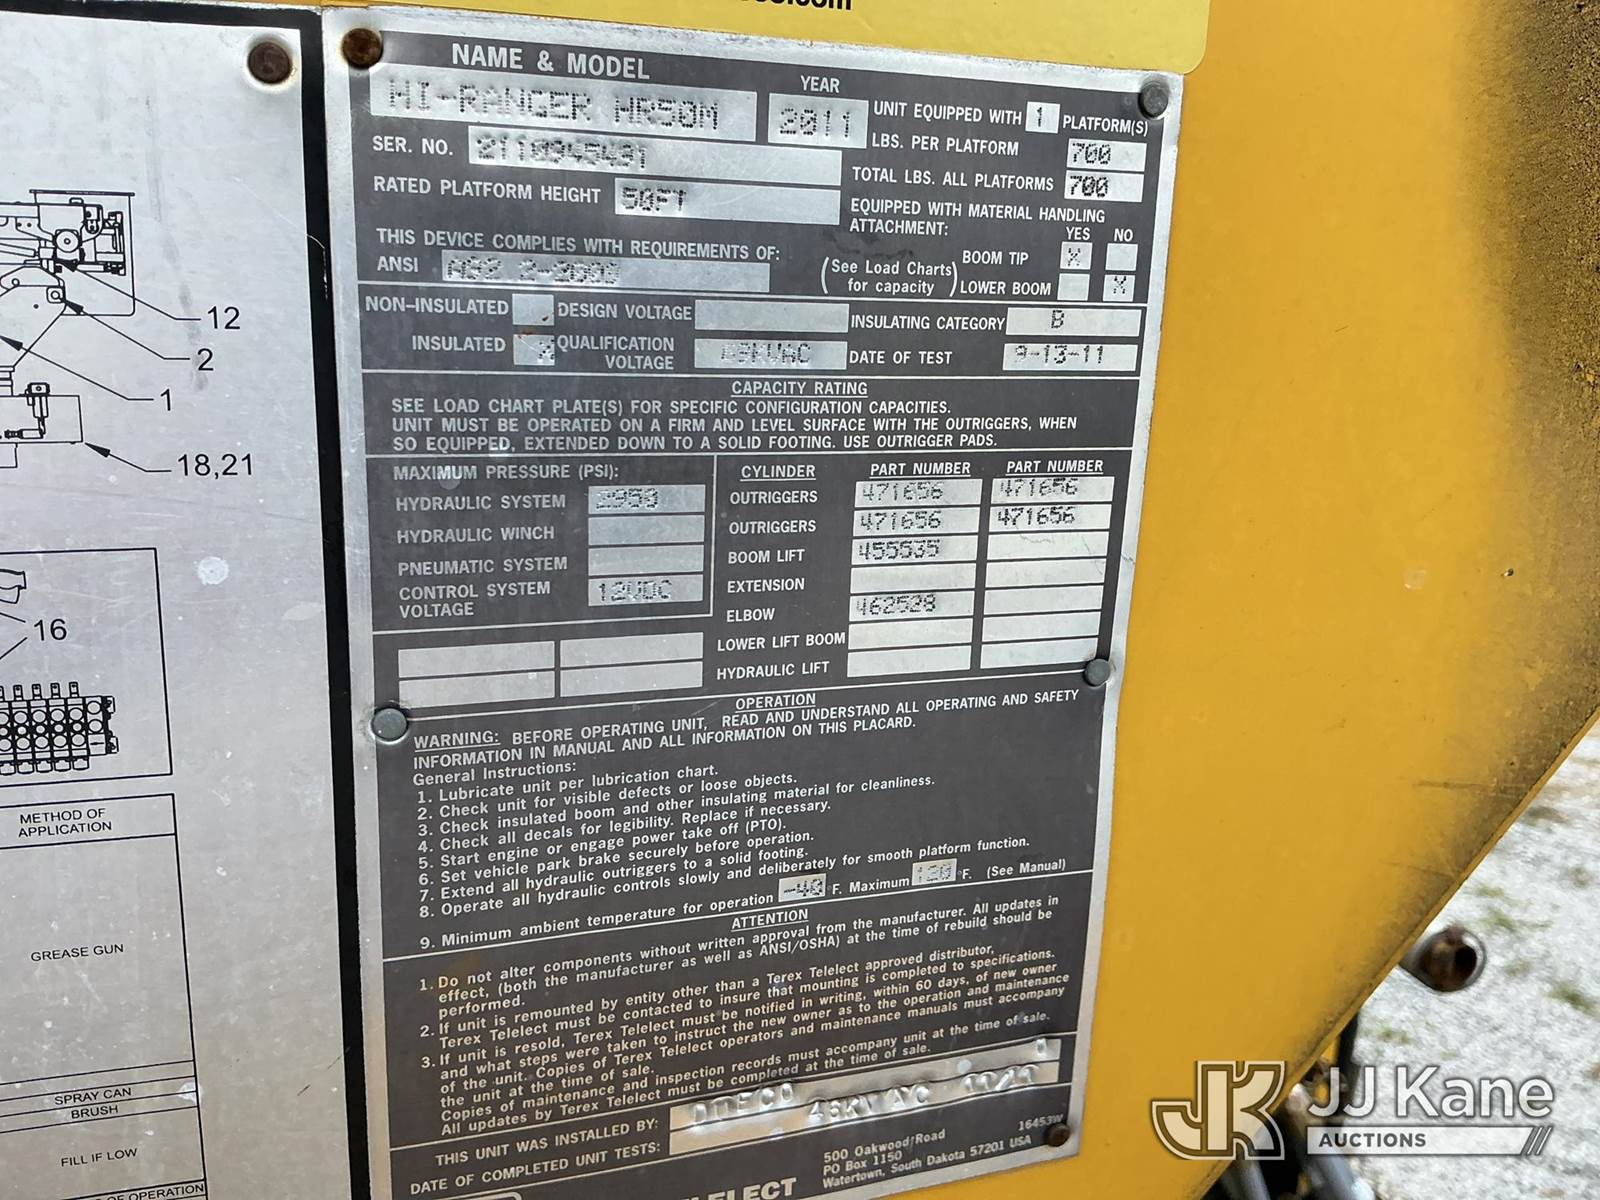 NAME & MODEL
HI-RANGER HR50M
YEAR
2011
UNIT EQUIPPED WITH 1 PLATFORM(S)
LBS. PER PLATFORM 700
SER. NO. 2110945431
TOTAL LBS. ALL PLATFORMS 700
RATED PLATFORM HEIGHT 50FT
EQUIPPED WITH MATERIAL HANDLING
ATTACHMENT:
YES NO
THIS DEVICE COMPLIES WITH REQUIREMENTS OF:
ANSI
(See Load Charts
for capacity)
BOOM TIP X
LOWER BOOM X
NON-INSULATED
DESIGN VOLTAGE
INSULATING CATEGORY B
INSULATED X
QUALIFICATION
VOLTAGE
DATE OF TEST 9-13-11
CAPACITY RATING
SEE LOAD CHART PLATE(S) FOR SPECIFIC CONFIGURATION CAPACITIES.
UNIT MUST BE OPERATED ON A FIRM AND LEVEL SURFACE WITH THE OUTRIGGERS, WHEN
SO EQUIPPED, EXTENDED DOWN TO A SOLID FOOTING. USE OUTRIGGER PADS.
MAXIMUM PRESSURE (PSI):
HYDRAULIC SYSTEM 2950
HYDRAULIC WINCH
PNEUMATIC SYSTEM
CONTROL SYSTEM
VOLTAGE 12VDC
CYLINDER PART NUMBER PART NUMBER
OUTRIGGERS 471656 471656
OUTRIGGERS 471656 471656
BOOM LIFT 455535
EXTENSION
ELBOW 462528
LOWER LIFT BOOM
HYDRAULIC LIFT
OPERATION
WARNING: BEFORE OPERATING UNIT, READ AND UNDERSTAND ALL OPERATING AND SAFETY
INFORMATION IN MANUAL AND ALL INFORMATION ON THIS PLACARD.
General Instructions:
1. Lubricate unit per lubrication chart.
2. Check unit for visible defects or loose objects.
3. Check insulated boom and other insulating material for cleanliness.
4. Check all decals for legibility. Replace if necessary.
5. Start engine or engage power take off (PTO).
6. Set vehicle park brake securely before operation.
7. Extend all hydraulic outriggers to a solid footing.
8. Operate all hydraulic controls slowly and deliberately for smooth platform function.
9. Minimum ambient temperature for operation -40 °F. Maximum 120 °F. (See Manual)
ATTENTION
1. Do not alter components without written approval from the manufacturer. All updates in
effect, (both the manufacturer as well as ANSI/OSHA) at the time of rebuild should be
performed.
2. If unit is remounted by entity other than a Terex Telelect approved distributor,
Terex Telelect must be contacted to insure that mounting is completed to specifications.
3. If unit is resold, Terex Telelect must be notified in writing, within 60 days, of new owner
and what steps were taken to instruct the new owner as to the operation and maintenance
of the unit. Copies of Terex Telelect operators and maintenance manuals must accompany
the unit at the time of sale.
Copies of maintenance and inspection records must accompany unit at the time of sale.
All updates by Terex Telelect must be completed at the time of sale.
THIS UNIT WAS INSTALLED BY:
DATE OF COMPLETED UNIT TESTS:
46KV AC
500 Oakwood Road
PO Box 1150
Watertown, South Dakota 57201 USA
16453W
TELELECT
12
2
1
18,21
16
METHOD OF
APPLICATION
GREASE GUN
SPRAY CAN
BRUSH
FILL IF LOW
OF OPERATION
JK JJ Kane
AUCTIONS